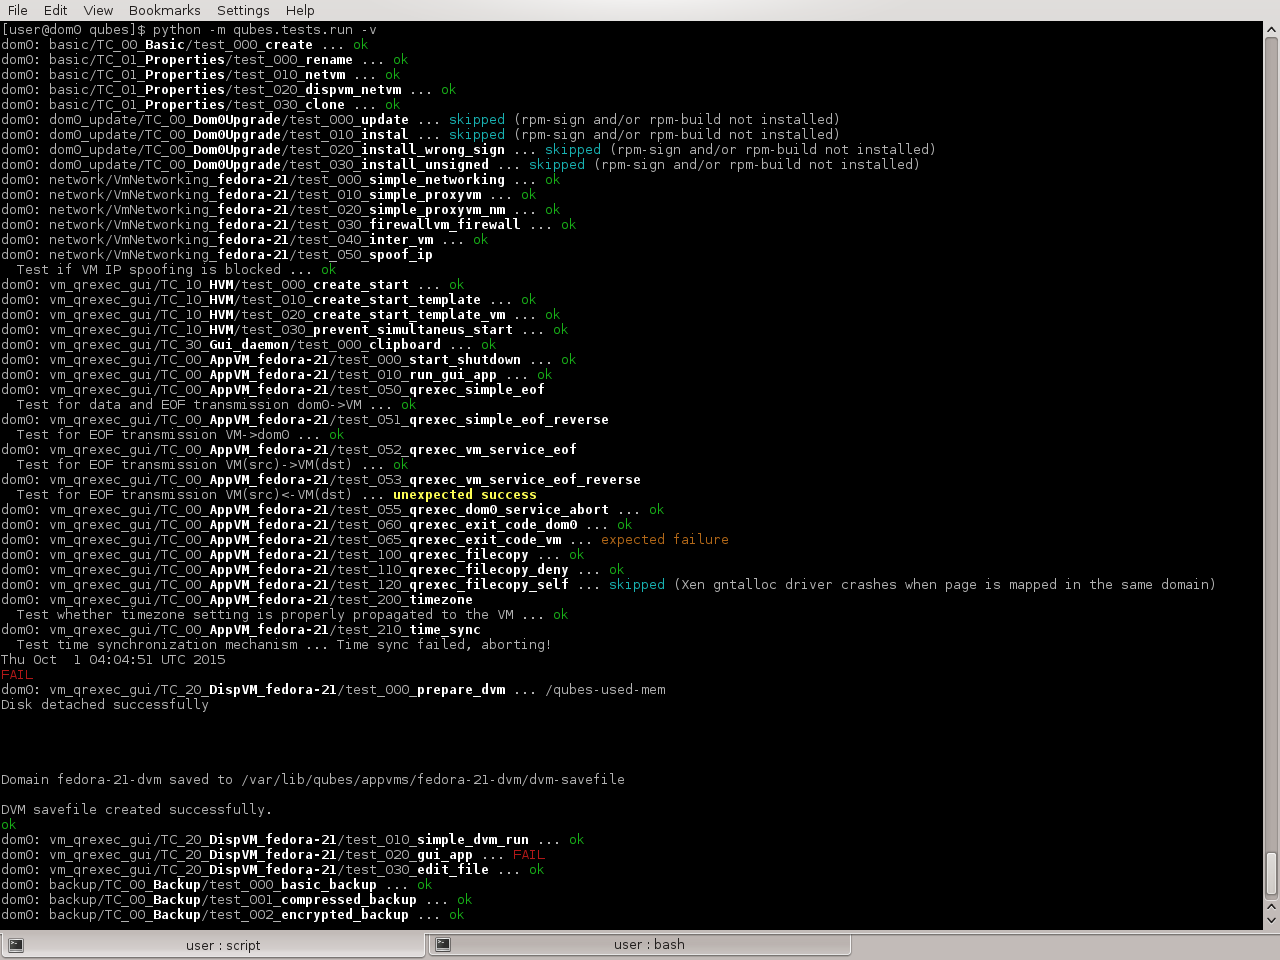 File Edit View Bookmarks Settings Help
[user@dom0 qubes]$ python -m qubes.tests.run -v
dom0: basic/TC_00_Basic/test_000_create ... ok
dom0: basic/TC_01_Properties/test_000_rename ... ok
dom0: basic/TC_01_Properties/test_010_netvm ... ok
dom0: basic/TC_01_Properties/test_020_dispvm_netvm ... ok
dom0: basic/TC_01_Properties/test_030_clone ... ok
dom0: dom0_update/TC_00_Dom0Upgrade/test_000_update ... skipped (rpm-sign and/or rpm-build not installed)
dom0: dom0_update/TC_00_Dom0Upgrade/test_010_instal ... skipped (rpm-sign and/or rpm-build not installed)
dom0: dom0_update/TC_00_Dom0Upgrade/test_020_install_wrong_sign ... skipped (rpm-sign and/or rpm-build not installed)
dom0: dom0_update/TC_00_Dom0Upgrade/test_030_install_unsigned ... skipped (rpm-sign and/or rpm-build not installed)
dom0: network/VmNetworking_fedora-21/test_000_simple_networking ... ok
dom0: network/VmNetworking_fedora-21/test_010_simple_proxyvm ... ok
dom0: network/VmNetworking_fedora-21/test_020_simple_proxyvm_nm ... ok
dom0: network/VmNetworking_fedora-21/test_030_firewallvm_firewall ... ok
dom0: network/VmNetworking_fedora-21/test_040_inter_vm ... ok
dom0: network/VmNetworking_fedora-21/test_050_spoof_ip
  Test if VM IP spoofing is blocked ... ok
dom0: vm_qrexec_gui/TC_10_HVM/test_000_create_start ... ok
dom0: vm_qrexec_gui/TC_10_HVM/test_010_create_start_template ... ok
dom0: vm_qrexec_gui/TC_10_HVM/test_020_create_start_template_vm ... ok
dom0: vm_qrexec_gui/TC_10_HVM/test_030_prevent_simultaneus_start ... ok
dom0: vm_qrexec_gui/TC_30_Gui_daemon/test_000_clipboard ... ok
dom0: vm_qrexec_gui/TC_00_AppVM_fedora-21/test_000_start_shutdown ... ok
dom0: vm_qrexec_gui/TC_00_AppVM_fedora-21/test_010_run_gui_app ... ok
dom0: vm_qrexec_gui/TC_00_AppVM_fedora-21/test_050_qrexec_simple_eof
  Test for data and EOF transmission dom0->VM ... ok
dom0: vm_qrexec_gui/TC_00_AppVM_fedora-21/test_051_qrexec_simple_eof_reverse
  Test for EOF transmission VM->dom0 ... ok
dom0: vm_qrexec_gui/TC_00_AppVM_fedora-21/test_052_qrexec_vm_service_eof
  Test for EOF transmission VM(src)->VM(dst) ... ok
dom0: vm_qrexec_gui/TC_00_AppVM_fedora-21/test_053_qrexec_vm_service_eof_reverse
  Test for EOF transmission VM(src)<-VM(dst) ... unexpected success
dom0: vm_qrexec_gui/TC_00_AppVM_fedora-21/test_055_qrexec_dom0_service_abort ... ok
dom0: vm_qrexec_gui/TC_00_AppVM_fedora-21/test_060_qrexec_exit_code_dom0 ... ok
dom0: vm_qrexec_gui/TC_00_AppVM_fedora-21/test_065_qrexec_exit_code_vm ... expected failure
dom0: vm_qrexec_gui/TC_00_AppVM_fedora-21/test_100_qrexec_filecopy ... ok
dom0: vm_qrexec_gui/TC_00_AppVM_fedora-21/test_110_qrexec_filecopy_deny ... ok
dom0: vm_qrexec_gui/TC_00_AppVM_fedora-21/test_120_qrexec_filecopy_self ... skipped (Xen gntalloc driver crashes when page is mapped in the same domain)
dom0: vm_qrexec_gui/TC_00_AppVM_fedora-21/test_200_timezone
  Test whether timezone setting is properly propagated to the VM ... ok
dom0: vm_qrexec_gui/TC_00_AppVM_fedora-21/test_210_time_sync
  Test time synchronization mechanism ... Time sync failed, aborting!
Thu Oct  1 04:04:51 UTC 2015
FAIL
dom0: vm_qrexec_gui/TC_20_DispVM_fedora-21/test_000_prepare_dvm ... /qubes-used-mem
Disk detached successfully
Domain fedora-21-dvm saved to /var/lib/qubes/appvms/fedora-21-dvm/dvm-savefile
DVM savefile created successfully.
ok
dom0: vm_qrexec_gui/TC_20_DispVM_fedora-21/test_010_simple_dvm_run ... ok
dom0: vm_qrexec_gui/TC_20_DispVM_fedora-21/test_020_gui_app ... FAIL
dom0: vm_qrexec_gui/TC_20_DispVM_fedora-21/test_030_edit_file ... ok
dom0: backup/TC_00_Backup/test_000_basic_backup ... ok
dom0: backup/TC_00_Backup/test_001_compressed_backup ... ok
dom0: backup/TC_00_Backup/test_002_encrypted_backup ... ok
user : script
user : bash